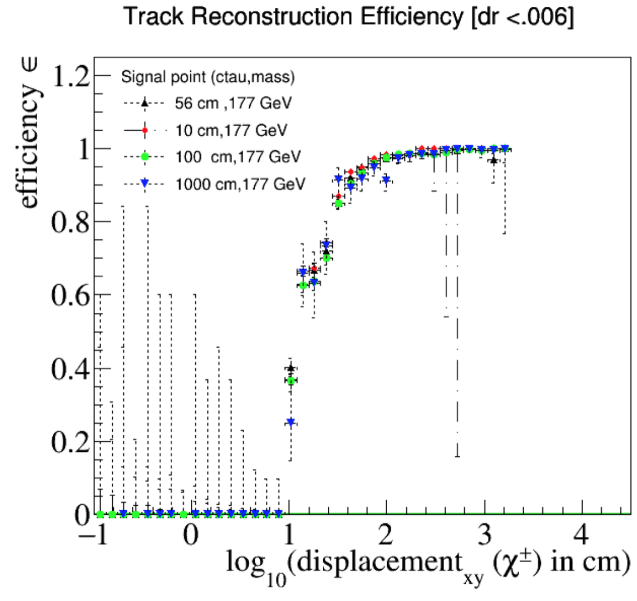 Track Reconstruction Efficiency [dr <.006]
efficiency ∈
1.2
1
0.8
0.6
0.4
0.2
0
Signal point (ctau,mass)
56 cm ,177 GeV
10 cm,177 GeV
100 cm,177 GeV
1000 cm,177 GeV
−1 0 1 2 3 4
log10(displacementxy (χ±) in cm)